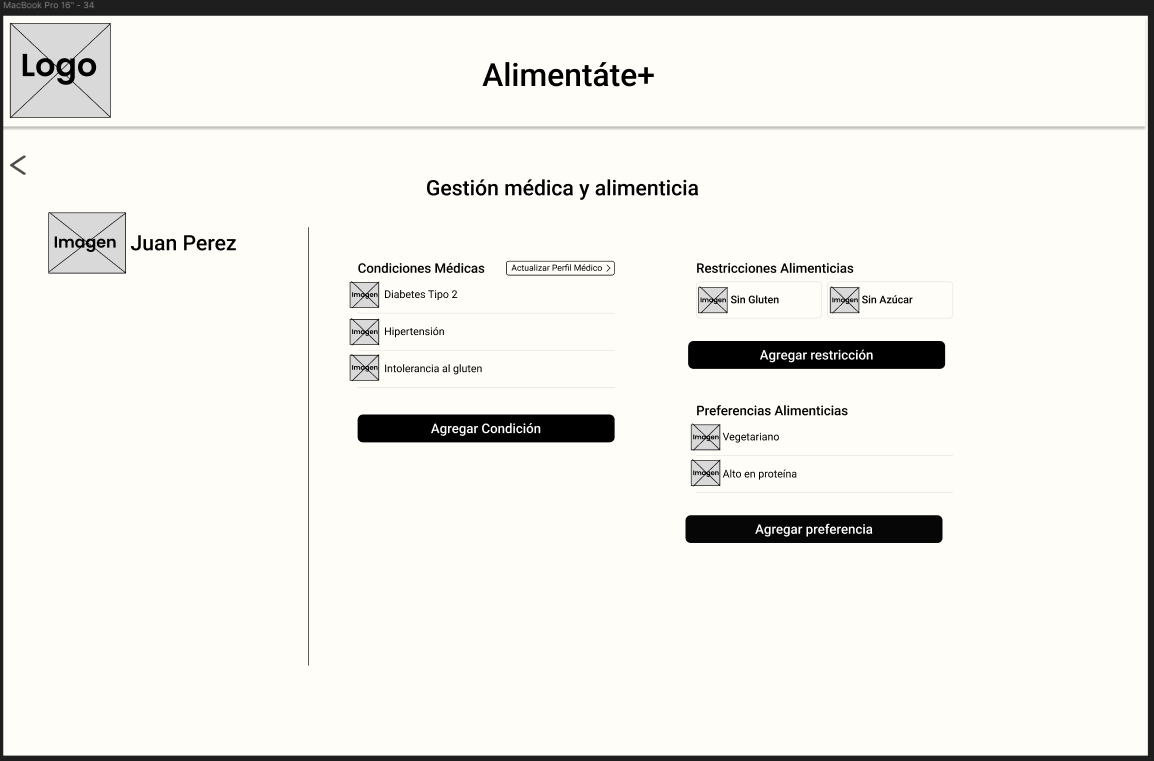 MacBook Pro 16" - 34
Logo
Alimentáte+
<
Gestión médica y alimenticia
Imagen Juan Perez
Condiciones Médicas
Actualizar Perfil Médico >
Imagen Diabetes Tipo 2
Imagen Hipertensión
Imagen Intolerancia al gluten
Agregar Condición
Restricciones Alimenticias
Imagen Sin Gluten
Imagen Sin Azúcar
Agregar restricción
Preferencias Alimenticias
Imagen Vegetariano
Imagen Alto en proteína
Agregar preferencia